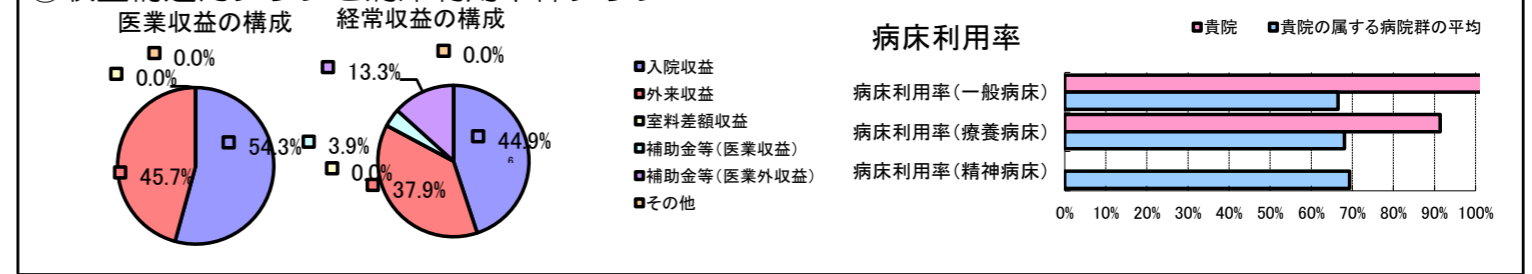 医業収益の構成
0.0%
0.0%
54.3%
45.7%
経常収益の構成
0.0%
13.3%
3.9%
0.0%
44.9%
37.9%
入院収益
外来収益
室料差額収益
補助金等(医業収益)
補助金等(医業外収益)
その他
病床利用率
貴院
貴院の属する病院群の平均
病床利用率(一般病床)
病床利用率(療養病床)
病床利用率(精神病床)
0% 10% 20% 30% 40% 50% 60% 70% 80% 90% 100%